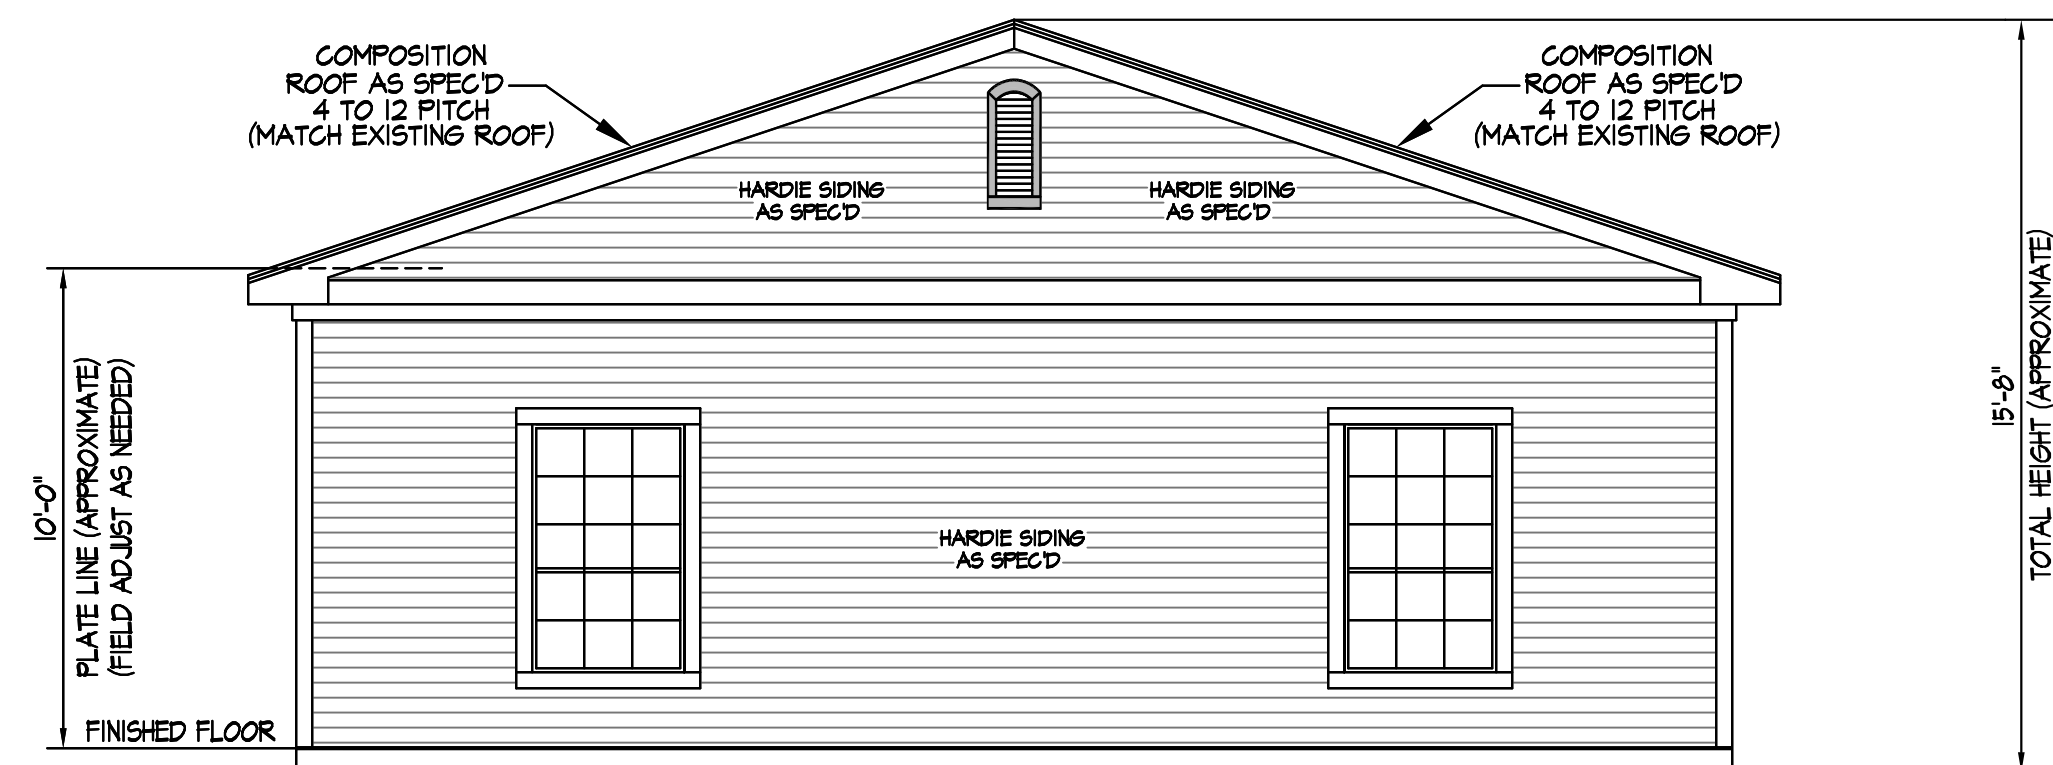 COMPOSITION
ROOF AS SPEC'D
4 TO 12 PITCH
(MATCH EXISTING ROOF)
COMPOSITION
ROOF AS SPEC'D
4 TO 12 PITCH
(MATCH EXISTING ROOF)
HARDIE SIDING
AS SPEC'D
HARDIE SIDING
AS SPEC'D
10'-0"
PLATE LINE (APPROXIMATE)
(FIELD ADJUST AS NEEDED)
HARDIE SIDING
AS SPEC'D
15'-8"
TOTAL HEIGHT (APPROXIMATE)
FINISHED FLOOR